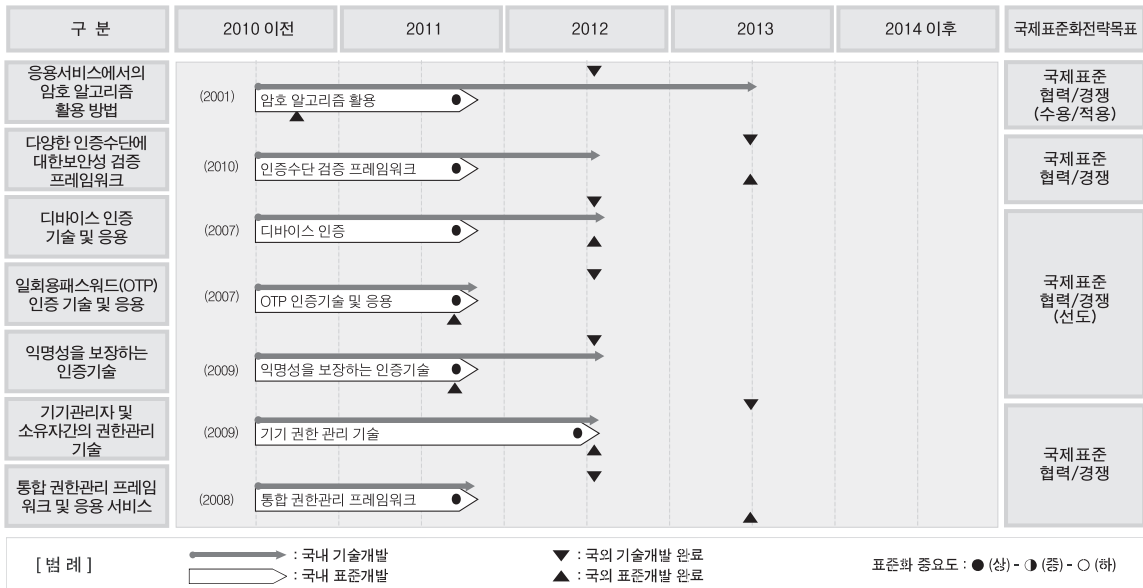 구 분
2010 이전
2011
2012
2013
2014 이후
국제표준화전략목표
응용서비스에서의
암호 알고리즘
활용 방법
(2001)
암호 알고리즘 활용
국제표준
협력/경쟁
(수용/적용)
다양한 인증수단에
대한보안성 검증
프레임워크
(2010)
인증수단 검증 프레임워크
국제표준
협력/경쟁
디바이스 인증
기술 및 응용
(2007)
디바이스 인증
일회용패스워드(OTP)
인증 기술 및 응용
(2007)
OTP 인증기술 및 응용
국제표준
협력/경쟁
(선도)
익명성을 보장하는
인증기술
(2009)
익명성을 보장하는 인증기술
기기관리자 및
소유자간의 권한관리
기술
(2009)
기기 권한 관리 기술
국제표준
협력/경쟁
통합 권한관리 프레임
워크 및 응용 서비스
(2008)
통합 권한관리 프레임워크
[ 범 례 ]
: 국내 기술개발
: 국내 표준개발
▼ : 국외 기술개발 완료
▲ : 국외 표준개발 완료
표준화 중요도 : ● (상) - ◑ (중) - ○ (하)